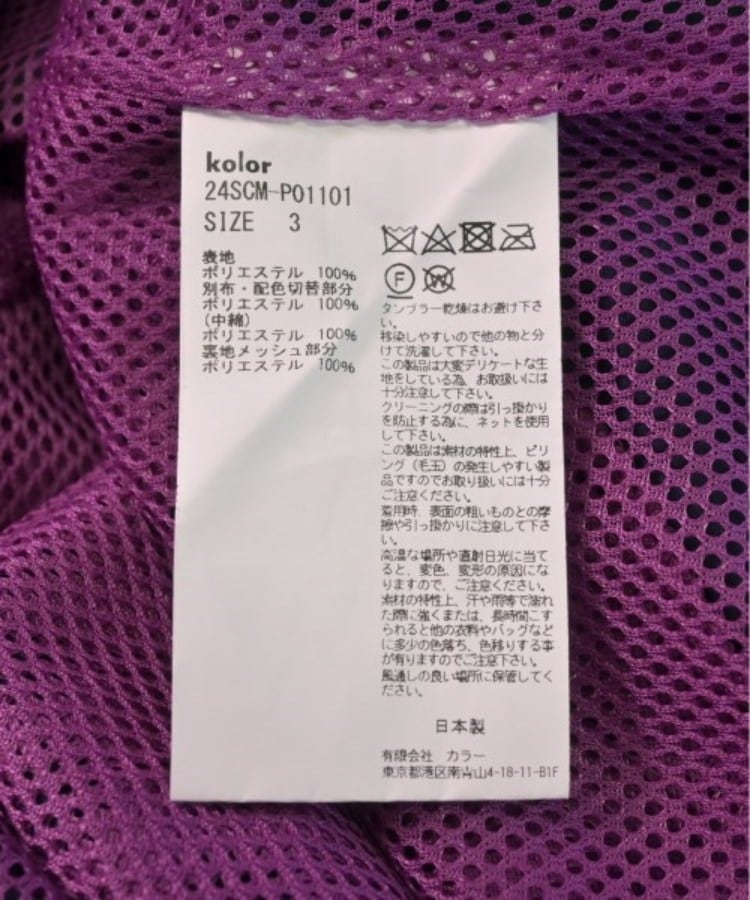 kolor
24SCM-P01101
SIZE 3
表地
ポリエステル 100%
別布・配色切替部分
ポリエステル 100%
(中綿)
ポリエステル 100%
裏地メッシュ部分
ポリエステル 100%
F
W
タンブラー乾燥はお避け下さ
い。
移染しやすいので他の物と分
けて洗濯して下さい。
この製品は大変デリケートな生
地をしている為、お取扱いには
十分注意して下さい。
クリーニングの際は引っ掛かり
を防止する為に、ネットを使用
して下さい。
この製品は素材の特性上、ピリ
ング(毛玉)の発生しやすい製
品ですのでお取り扱いには十分
ご注意ください。
着用時、表面の粗いものとの摩
擦や引っ掛かりに注意して下さ
い。
高温な場所や直射日光に当て
ると、変色、変形の原因にな
りますので、ご注意ください。
素材の特性上、汗や雨等で濡れ
た際に強くまたは、長時間こす
られると他の衣料やバッグなど
に多少の色落ち、色移りする事
が有りますのでご注意下さい。
風通しの良い場所に保管してく
ださい。
日本製
有限会社 カラー
東京都港区南青山4-18-11-B1F